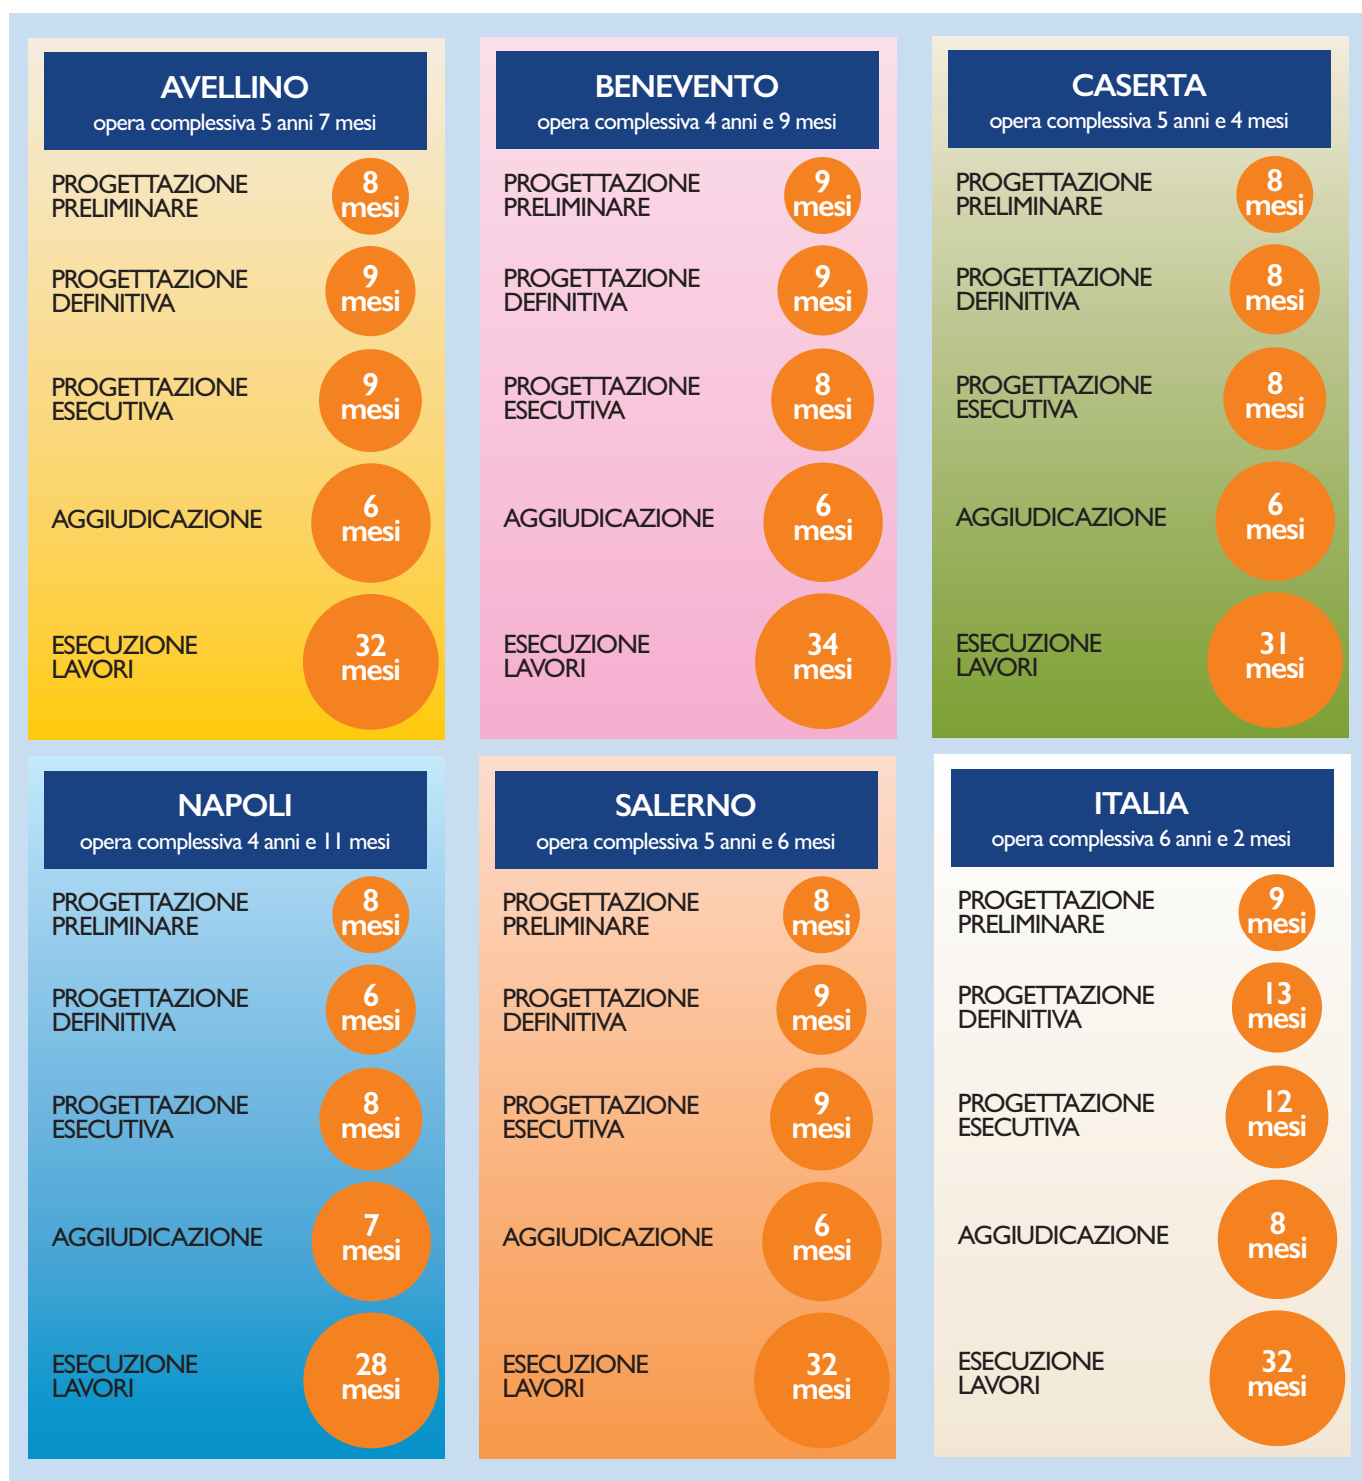 AVELLINO
opera complessiva 5 anni 7 mesi
PROGETTAZIONE
PRELIMINARE
8
mesi
PROGETTAZIONE
DEFINITIVA
9
mesi
PROGETTAZIONE
ESECUTIVA
9
mesi
AGGIUDICAZIONE
6
mesi
ESECUZIONE
LAVORI
32
mesi
BENEVENTO
opera complessiva 4 anni e 9 mesi
PROGETTAZIONE
PRELIMINARE
9
mesi
PROGETTAZIONE
DEFINITIVA
9
mesi
PROGETTAZIONE
ESECUTIVA
8
mesi
AGGIUDICAZIONE
6
mesi
ESECUZIONE
LAVORI
34
mesi
CASERTA
opera complessiva 5 anni e 4 mesi
PROGETTAZIONE
PRELIMINARE
8
mesi
PROGETTAZIONE
DEFINITIVA
8
mesi
PROGETTAZIONE
ESECUTIVA
8
mesi
AGGIUDICAZIONE
6
mesi
ESECUZIONE
LAVORI
31
mesi
NAPOLI
opera complessiva 4 anni e 11 mesi
PROGETTAZIONE
PRELIMINARE
8
mesi
PROGETTAZIONE
DEFINITIVA
6
mesi
PROGETTAZIONE
ESECUTIVA
8
mesi
AGGIUDICAZIONE
7
mesi
ESECUZIONE
LAVORI
28
mesi
SALERNO
opera complessiva 5 anni e 6 mesi
PROGETTAZIONE
PRELIMINARE
8
mesi
PROGETTAZIONE
DEFINITIVA
9
mesi
PROGETTAZIONE
ESECUTIVA
9
mesi
AGGIUDICAZIONE
6
mesi
ESECUZIONE
LAVORI
32
mesi
ITALIA
opera complessiva 6 anni e 2 mesi
PROGETTAZIONE
PRELIMINARE
9
mesi
PROGETTAZIONE
DEFINITIVA
13
mesi
PROGETTAZIONE
ESECUTIVA
12
mesi
AGGIUDICAZIONE
8
mesi
ESECUZIONE
LAVORI
32
mesi